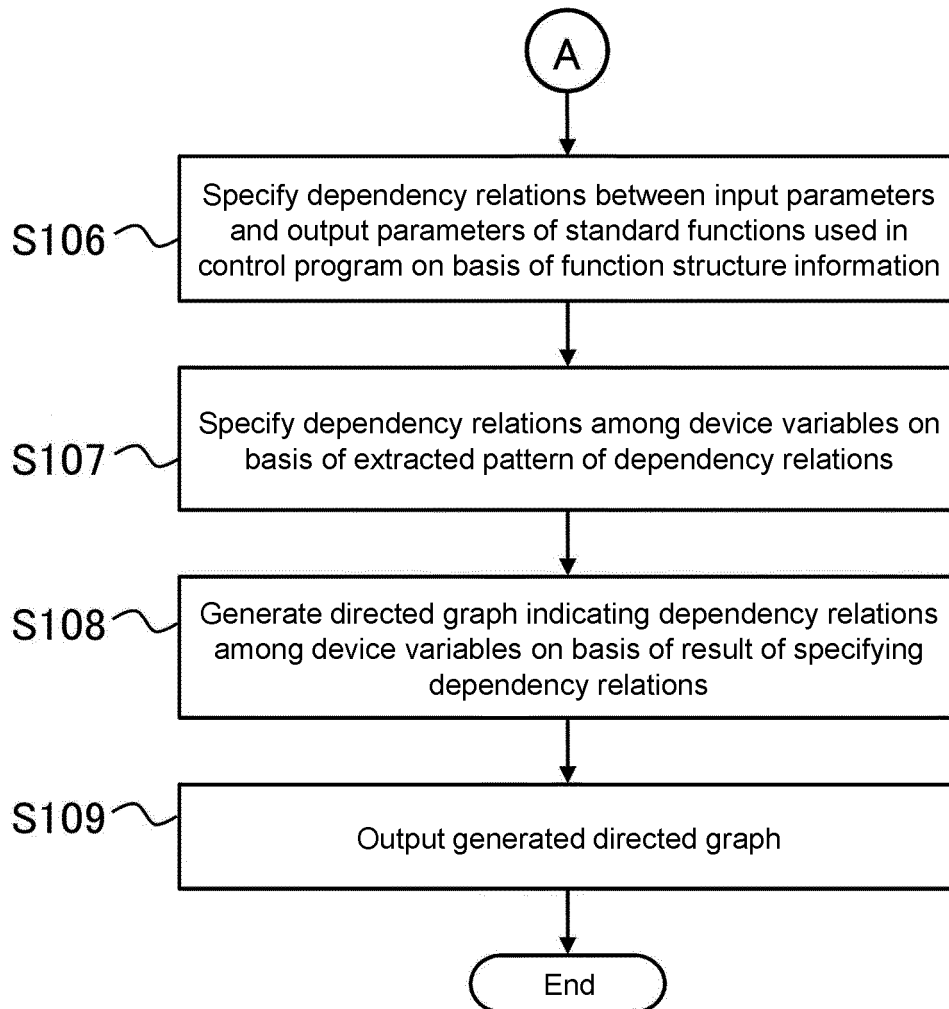 A
S106
Specify dependency relations between input parameters
and output parameters of standard functions used in
control program on basis of function structure information
S107
Specify dependency relations among device variables on
basis of extracted pattern of dependency relations
S108
Generate directed graph indicating dependency relations
among device variables on basis of result of specifying
dependency relations
S109
Output generated directed graph
End